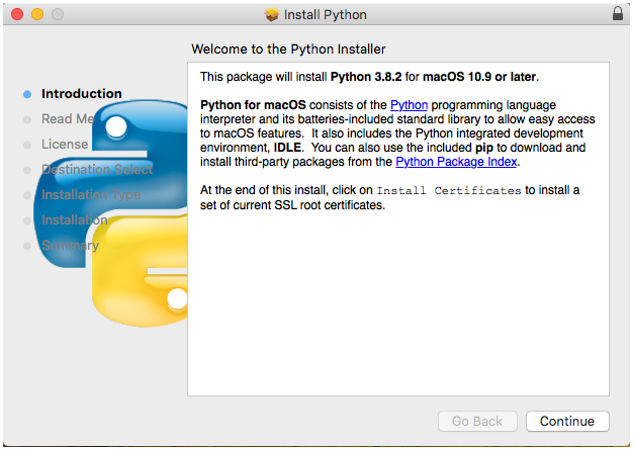 Install Python
Welcome to the Python Installer
Introduction
Read Me
License
Destination Select
Installation Type
Installation
Summary
This package will install Python 3.8.2 for macOS 10.9 or later.
Python for macOS consists of the Python programming language
interpreter and its batteries-included standard library to allow easy access
to macOS features. It also includes the Python integrated development
environment, IDLE. You can also use the included pip to download and
install third-party packages from the Python Package Index.
At the end of this install, click on Install Certificates to install a
set of current SSL root certificates.
Go Back
Continue